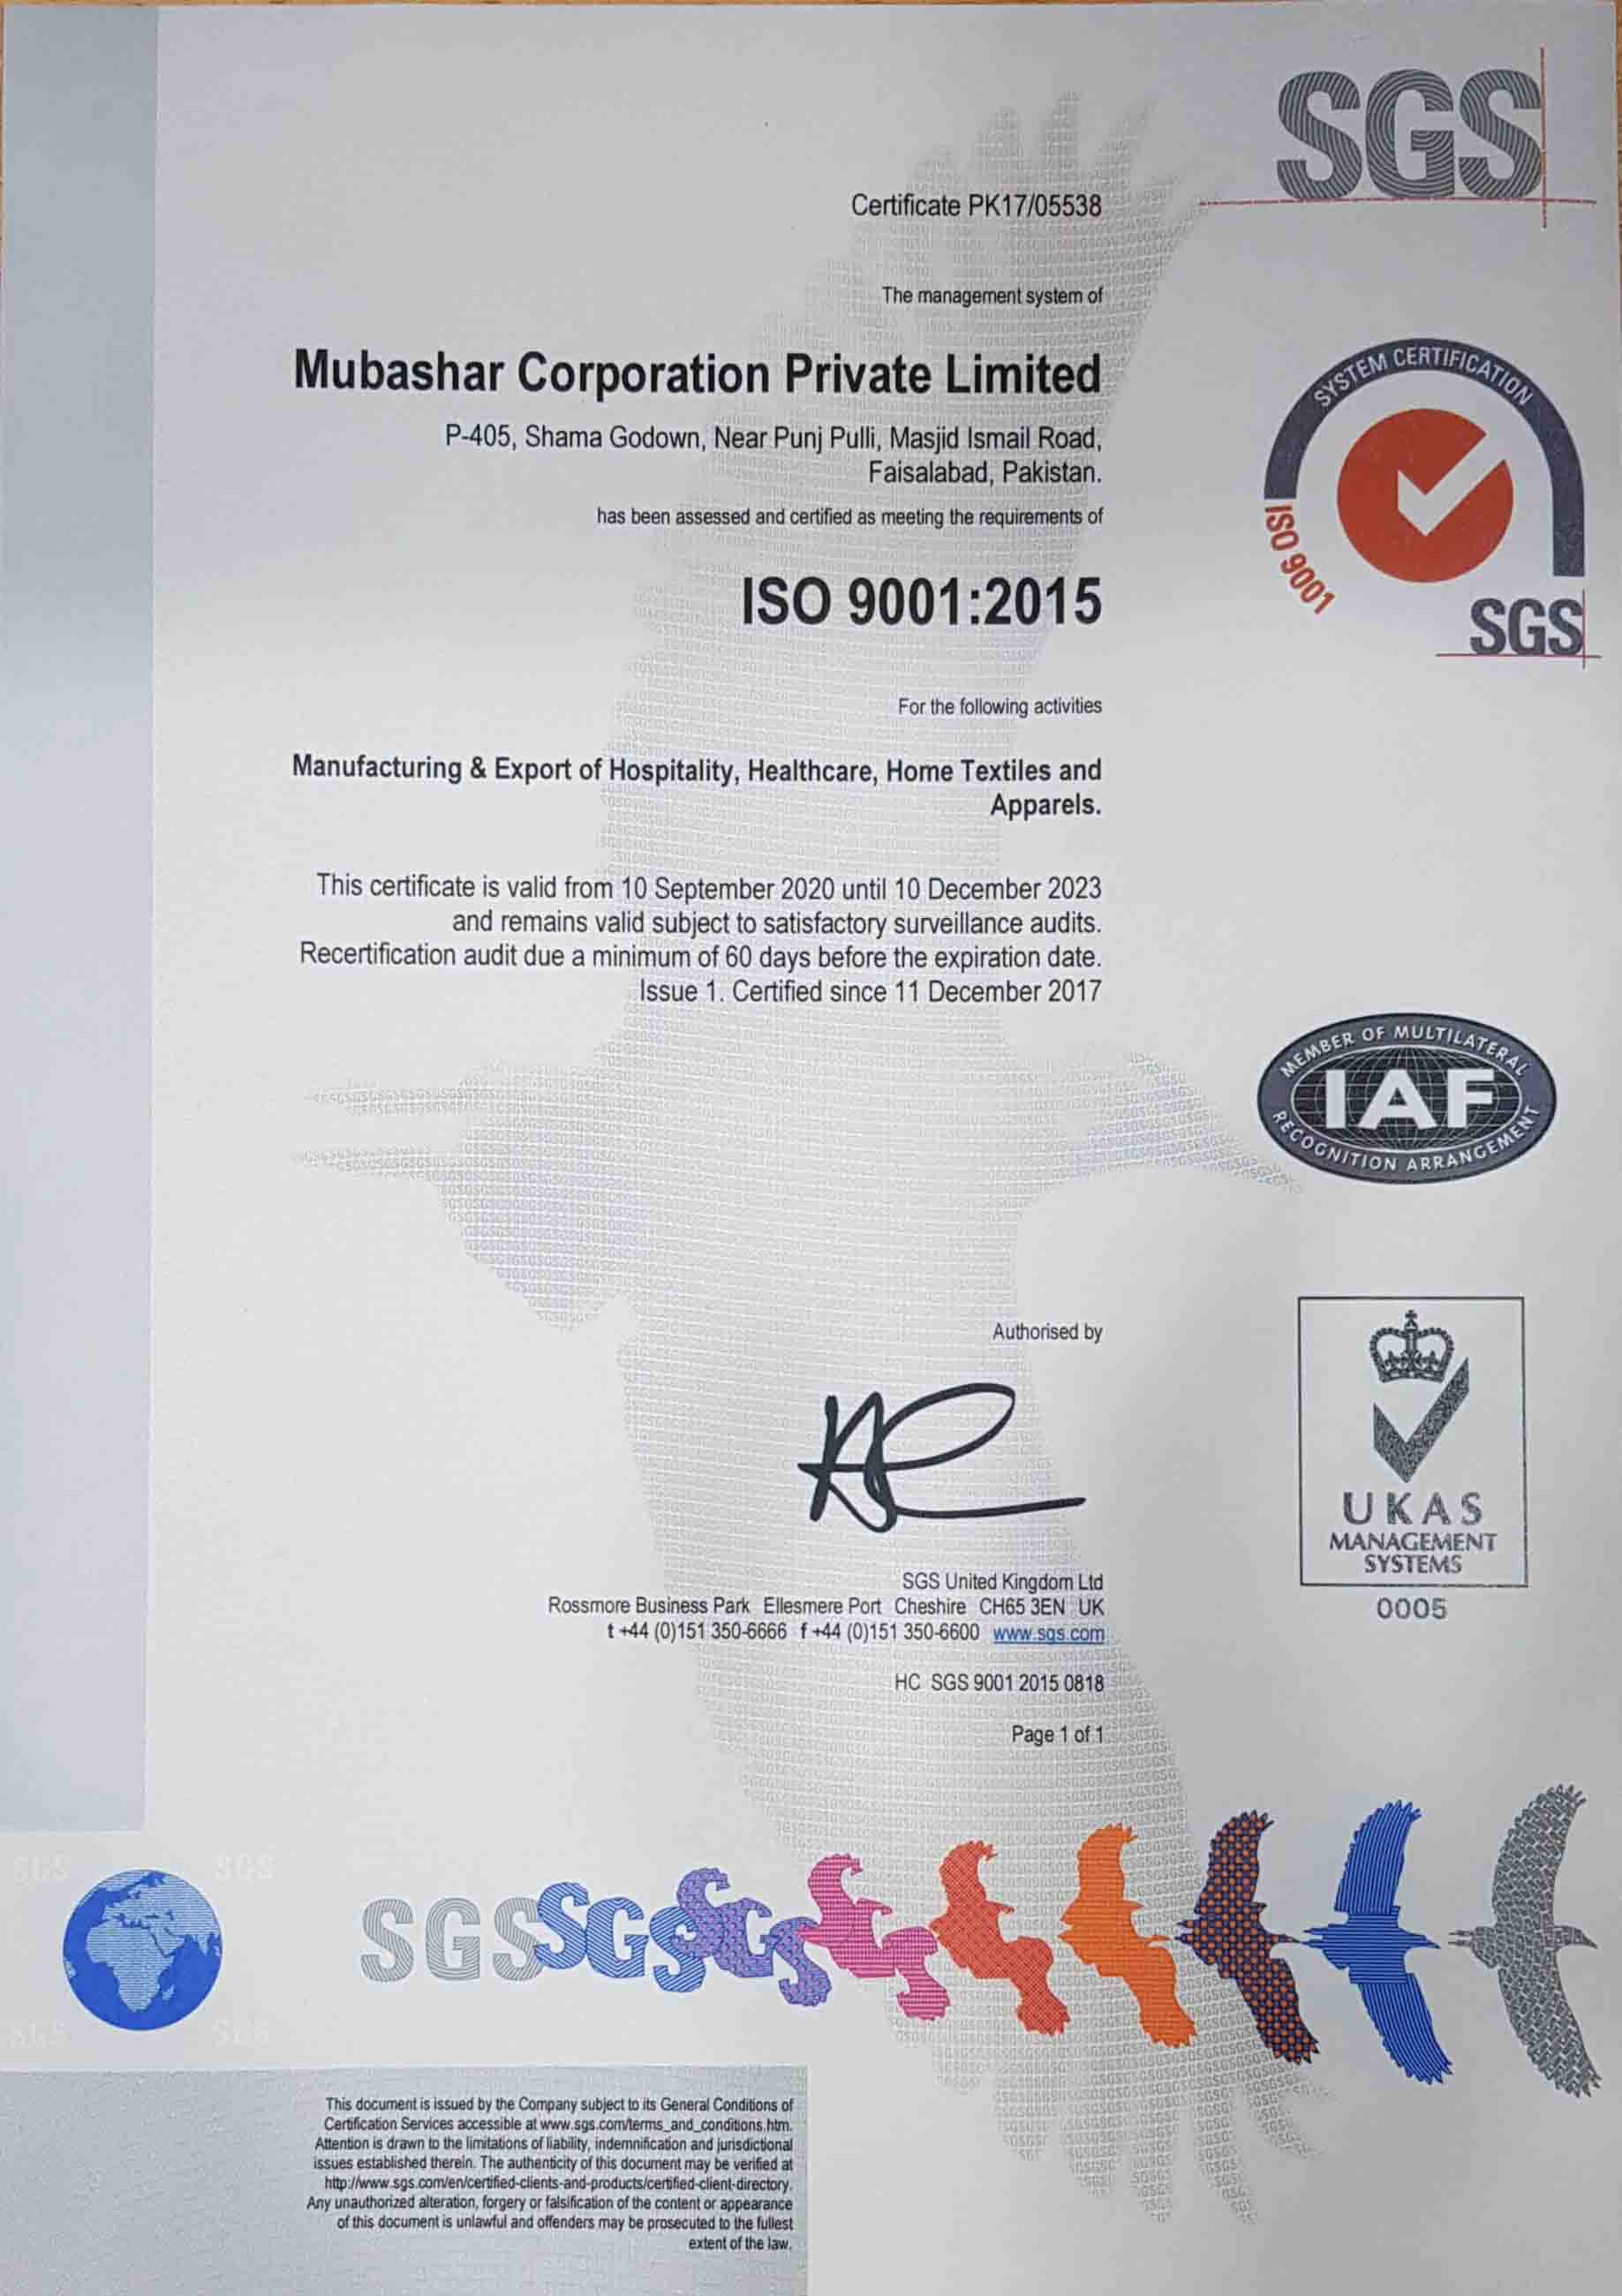 SGS
Certificate PK17/05538
The management system of
Mubashar Corporation Private Limited
P-405, Shama Godown, Near Punj Pulli, Masjid Ismail Road,
Faisalabad, Pakistan.
has been assessed and certified as meeting the requirements of
ISO 9001:2015
SYSTEM CERTIFICATION
ISO 9001
SGS
For the following activities
Manufacturing & Export of Hospitality, Healthcare, Home Textiles and
Apparels.
This certificate is valid from 10 September 2020 until 10 December 2023
and remains valid subject to satisfactory surveillance audits.
Recertification audit due a minimum of 60 days before the expiration date.
Issue 1. Certified since 11 December 2017
MEMBER OF MULTILATERAL
IAF
RECOGNITION ARRANGEMENT
Authorised by
UKAS
MANAGEMENT
SYSTEMS
0005
SGS United Kingdom Ltd
Rossmore Business Park Ellesmere Port Cheshire CH65 3EN UK
t +44 (0)151 350-6666 f +44 (0)151 350-6600 www.sgs.com
HC SGS 9001 2015 0818
Page 1 of 1
SGS SGS
SGS SGS SGS
SGS SGS
This document is issued by the Company subject to its General Conditions of
Certification Services accessible at www.sgs.com/terms_and_conditions.htm.
Attention is drawn to the limitations of liability, indemnification and jurisdictional
issues established therein. The authenticity of this document may be verified at
http://www.sgs.com/en/certified-clients-and-products/certified-client-directory.
Any unauthorized alteration, forgery or falsification of the content or appearance
of this document is unlawful and offenders may be prosecuted to the fullest
extent of the law.